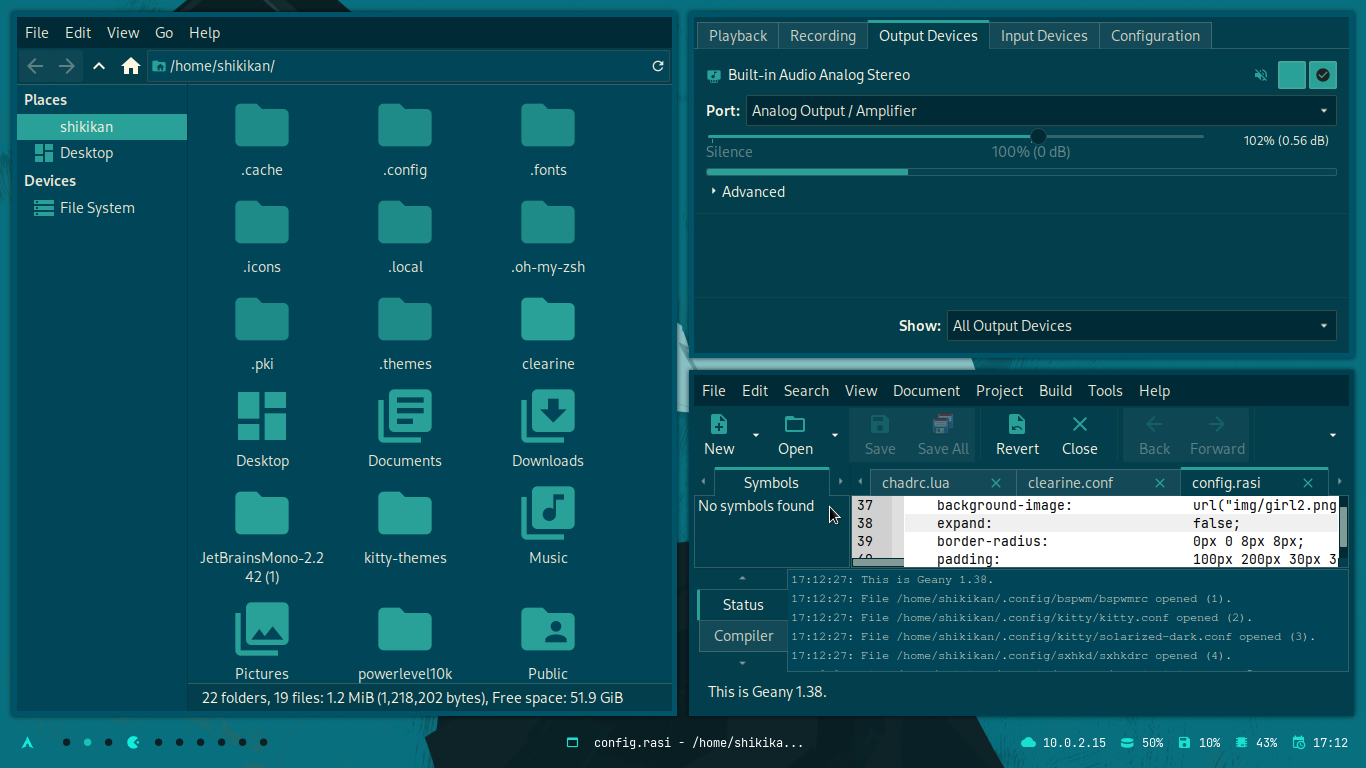 File Edit View Go Help
/home/shikikan/
Places
shikikan
Desktop
Devices
File System
.cache .config .fonts
.icons .local .oh-my-zsh
.pki .themes clearine
Desktop Documents Downloads
JetBrainsMono-2.2
42 (1)
kitty-themes Music
Pictures powerlevel10k Public
22 folders, 19 files: 1.2 MiB (1,218,202 bytes), Free space: 51.9 GiB
Playback Recording Output Devices Input Devices Configuration
Built-in Audio Analog Stereo
Port: Analog Output / Amplifier
Silence 100% (0 dB) 102% (0.56 dB)
Advanced
Show: All Output Devices
File Edit Search View Document Project Build Tools Help
New Open Save Save All Revert Close Back Forward
Symbols chadrc.lua clearine.conf config.rasi
No symbols found
37 background-image: url("img/girl2.png
38 expand: false;
39 border-radius: 0px 0 8px 8px;
40 padding: 100px 200px 30px 3
Status
Compiler
17:12:27: This is Geany 1.38.
17:12:27: File /home/shikikan/.config/bspwm/bspwmrc opened (1).
17:12:27: File /home/shikikan/.config/kitty/kitty.conf opened (2).
17:12:27: File /home/shikikan/.config/kitty/solarized-dark.conf opened (3).
17:12:27: File /home/shikikan/.config/sxhkd/sxhkdrc opened (4).
This is Geany 1.38.
config.rasi - /home/shikika... 10.0.2.15 50% 10% 43% 17:12